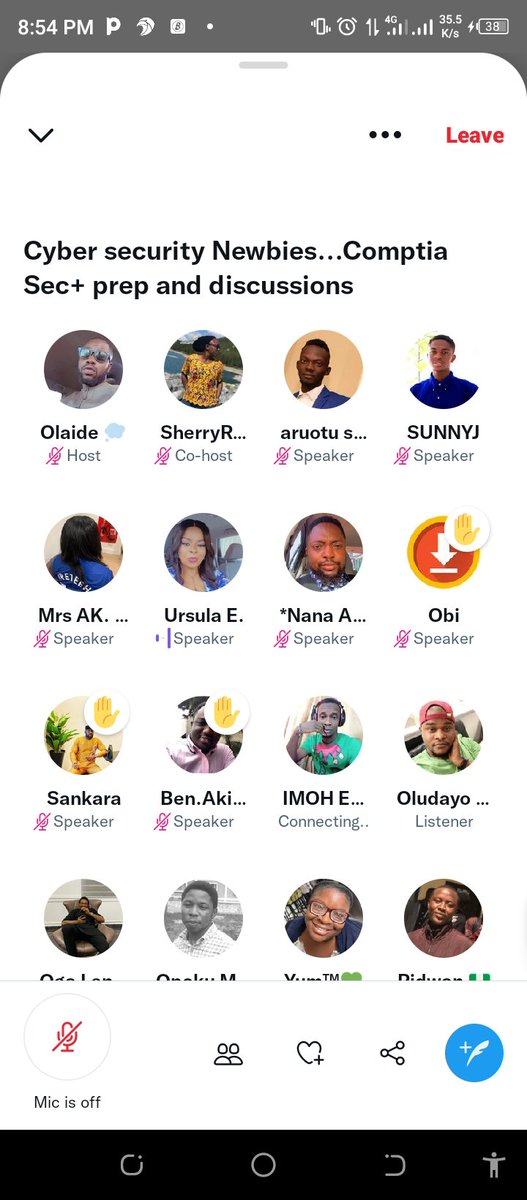 8:54 PM
4G
35.5
K/s
38
Leave
Cyber security Newbies...Comptia
Sec+ prep and discussions
Olaide SherryR... aruotu s... SUNNYJ
Host Co-host Speaker Speaker
Mrs AK. ... Ursula E. *Nana A... Obi
Speaker Speaker Speaker Speaker
Sankara Ben.Aki... IMOH E... Oludayo ...
Speaker Speaker Connecting.. Listener
Mic is off